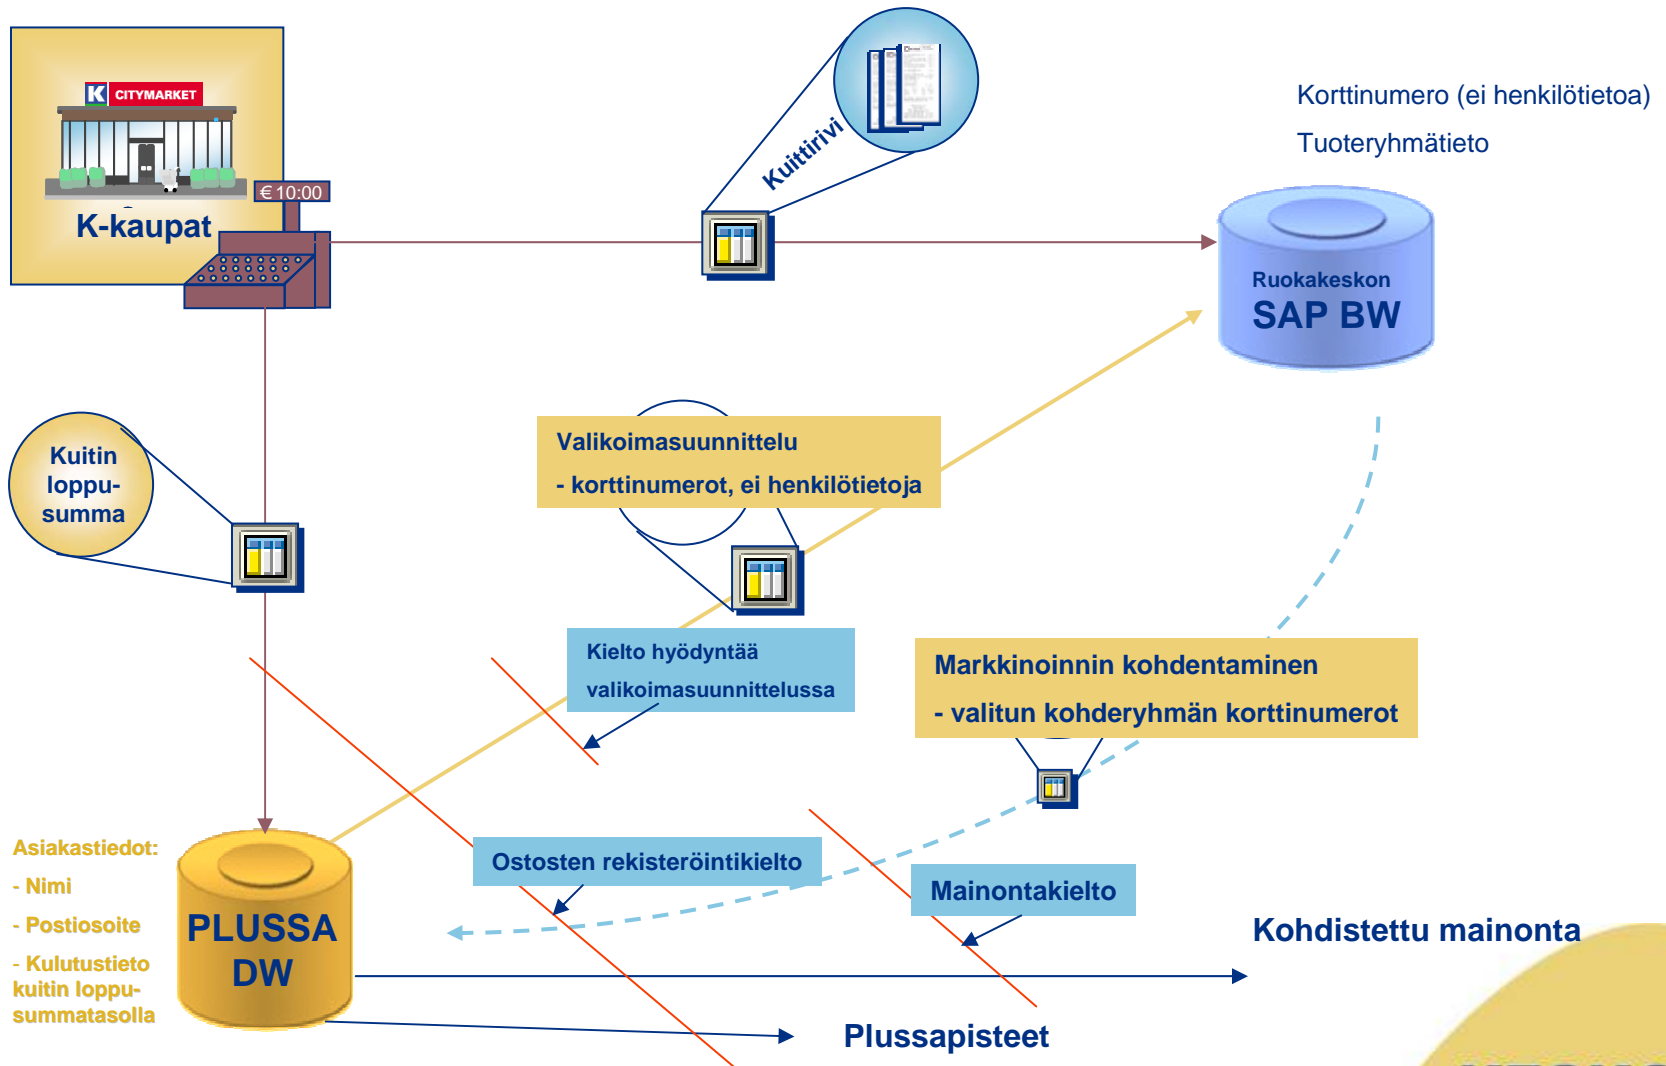 K CITYMARKET
€ 10:00
K-kaupat
Kuittirivi
Korttinumero (ei henkilötietoa)
Tuoteryhmätieto
Ruokakeskon
SAP BW
Kuitin
loppu-
summa
Valikoimasuunnittelu
- korttinumerot, ei henkilötietoja
Kielto hyödyntää
valikoimasuunnittelussa
Markkinoinnin kohdentaminen
- valitun kohderyhmän korttinumerot
Asiakastiedot:
- Nimi
- Postiosoite
- Kulutustieto
kuitin loppu-
summatasolla
PLUSSA
DW
Ostosten rekisteröintikielto
Mainontakielto
Kohdistettu mainonta
Plussapisteet